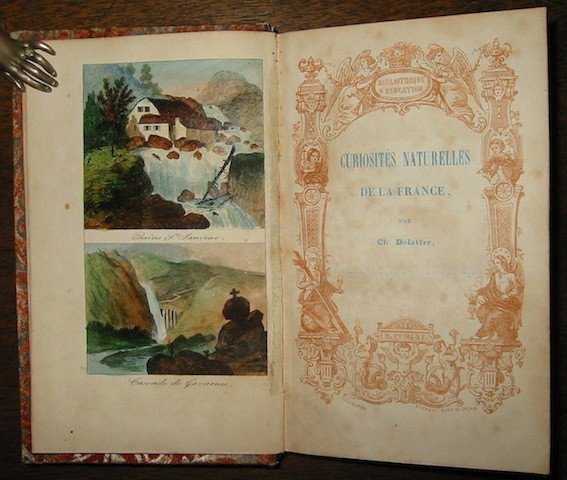 Bains St. Sauveur.
Cascade de Gavarnie.
BIBLIOTHÈQUE
D'ÉDUCATION
CURIOSITÉS NATURELLES
DE LA FRANCE,
PAR
Ch Delattre,